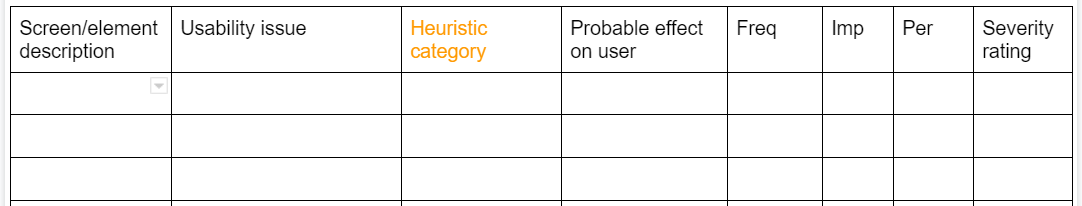 Screen/element description
Usability issue
Heuristic category
Probable effect on user
Freq
Imp
Per
Severity rating